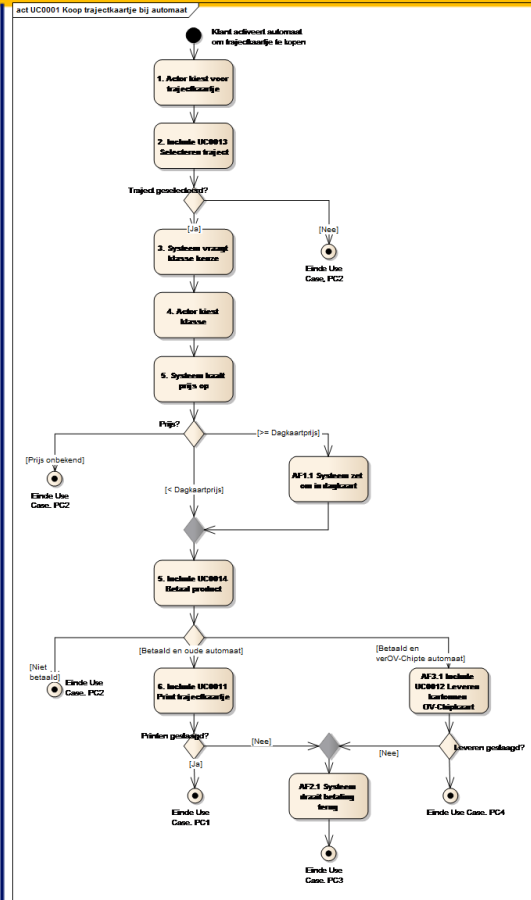 act UC0001 Koop trajectkaartje bij automaat
Klant activeert automaat
om trajectkaartje te kopen
1. Actor kiest voor
trajectkaartje
2. Include UC0013
Selecteren traject
Traject geselecteerd?
[Ja]
[Nee]
3. Systeem vraagt
klasse keuze
Einde Use
Case, PC2
4. Actor kiest
klasse
5. Systeem haalt
prijs op
Prijs?
[>= Dagkaartprijs]
[Prijs onbekend]
AF1.1 Systeem zet
om in dagkaart
[< Dagkaartprijs]
Einde Use
Case. PC2
5. Include UC0014
Betaal product
[Betaald en oude automaat]
[Betaald en
verOV-Chipte automaat]
[Niet
betaald]
Einde Use
Case. PC2
6. Include UC0011
Print trajectkaartje
AF3.1 Include
UC0012 Leveren
kartonnen
OV-Chipkaart
Printen geslaagd?
[Nee]
[Nee]
Leveren geslaagd?
[Ja]
AF2.1 Systeem
draait betaling
terug
Einde Use
Case. PC1
Einde Use Case. PC4
Einde Use
Case. PC3